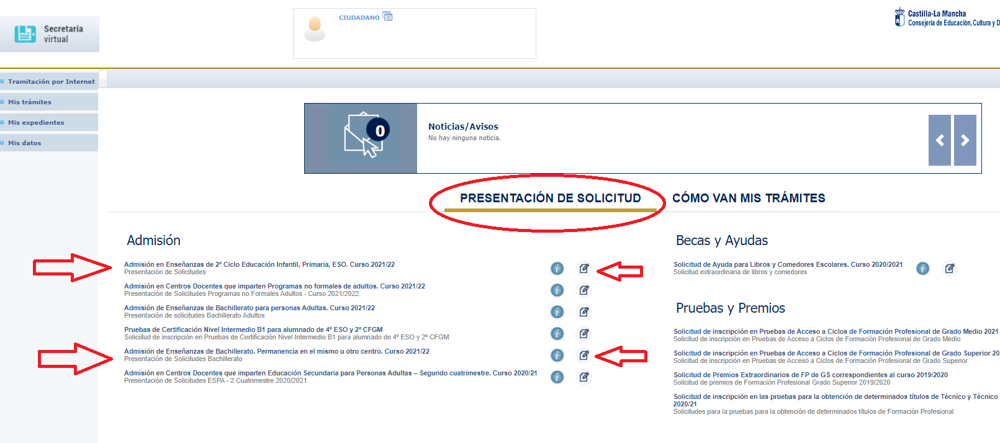 Secretaría
virtual
CIUDADANO
Castilla-La Mancha
Consejería de Educación, Cultura y D
Tramitación por Internet
Mis trámites
Mis expedientes
Mis datos
0
Noticias/Avisos
No hay ninguna noticia.
PRESENTACIÓN DE SOLICITUD
CÓMO VAN MIS TRÁMITES
Admisión
Admisión en Enseñanzas de 2º Ciclo Educación Infantil, Primaria, ESO. Curso 2021/22
Presentación de Solicitudes
Admisión en Centros Docentes que imparten Programas no formales de adultos. Curso 2021/22
Presentación de Solicitudes Programas no Formales Adultos - Curso 2021/2022.
Admisión de Enseñanzas de Bachillerato para personas Adultas. Curso 2021/22
Presentación de solicitudes Bachillerato Adultos
Pruebas de Certificación Nivel Intermedio B1 para alumnado de 4º ESO y 2º CFGM
Soliciitud de inscripción en Pruebas de Certificación Nivel Intermedio B1 para alumnado de 4º ESO y 2º CFGM
Admisión de Enseñanzas de Bachillerato. Permanencia en el mismo u otro centro. Curso 2021/22
Presentación de Solicitudes Bachillerato
Admisión en Centros Docentes que imparten Educación Secundaria para Personas Adultas – Segundo cuatrimestre. Curso 2020/21
Presentación de Solicitudes ESPA - 2 Cuatrimestre 2020/2021
Becas y Ayudas
Solicitud de Ayuda para Libros y Comedores Escolares. Curso 2020/2021
Solicitud extraordinaria de libros y comedores
Pruebas y Premios
Solicitud de inscripción en Pruebas de Acceso a Ciclos de Formación Profesional de Grado Medio 2021
Solicitud de inscripción en Pruebas de Acceso a Ciclos de Formación Profesional de Grado Medio
Solicitud de inscripción en Pruebas de Acceso a Ciclos de Formación Profesional de Grado Superior 20
Solicitud de inscripción en Pruebas de Acceso a Ciclos de Formación Profesional de Grado Superior
Solicitud de Premios Extraordinarios de FP de GS correspondientes al curso 2019/2020
Solicitud de premios de Formación Profesional Grado Superior 2019/2020
Solicitud de inscripción en las pruebas para la obtención de determinados títulos de Técnico y Técnico
2020/21
Solicitudes para la pruebas para la obtención de determinados títulos de Formación Profesional